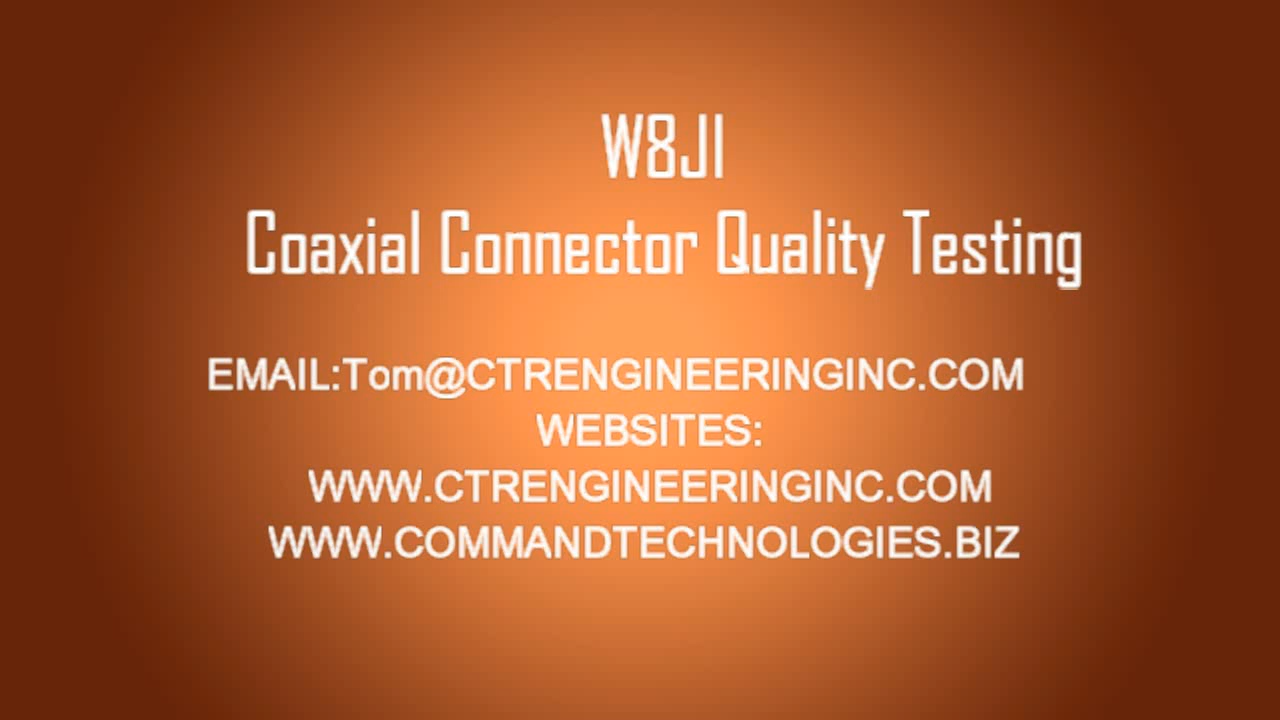 W8JI
Coaxial Connector Quality Testing
EMAIL:Tom@CTRENGINEERINGINC.COM
WEBSITES:
WWW.CTRENGINEERINGINC.COM
WWW.COMMANDTECHNOLOGIES.BIZ